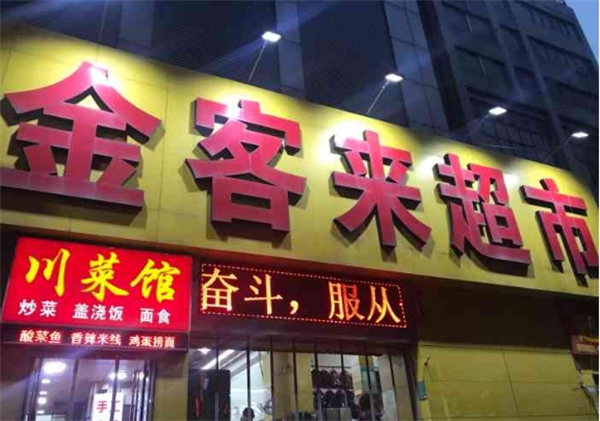 金客来超市
川菜馆
炒菜 盖浇饭 面食
酸菜鱼 香辣米线 鸡蛋捞面
奋斗，服从
手工